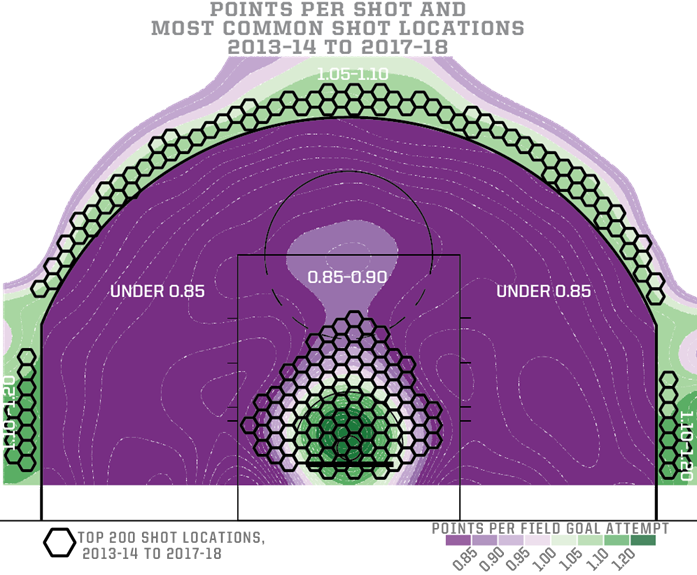 POINTS PER SHOT AND
MOST COMMON SHOT LOCATIONS
2013-14 TO 2017-18
1.05-1.10
0.85-0.90
UNDER 0.85
UNDER 0.85
1.10-1.20
1.10-1.20
TOP 200 SHOT LOCATIONS,
2013-14 TO 2017-18
POINTS PER FIELD GOAL ATTEMPT
0.85
0.90
0.95
1.00
1.05
1.10
1.20